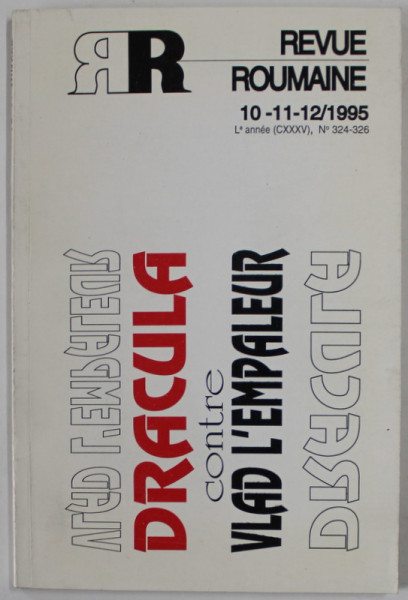 RR
REVUE
ROUMAINE
10-11-12/1995
Lᵉ année (CXXXV), Nº 324-326
VLAD L'EMPALEUR
DRACULA
contre
VLAD L'EMPALEUR
DRACULA